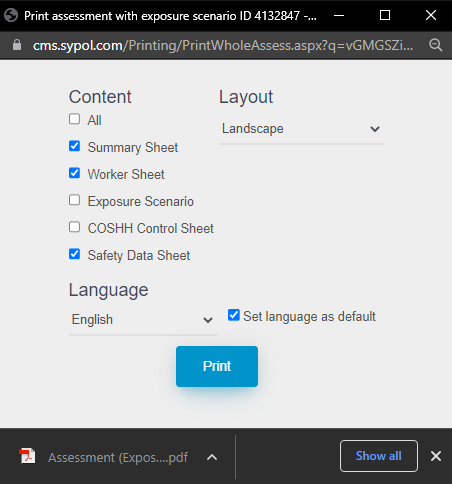 Print assessment with exposure scenario ID 4132847 -...
cms.sypol.com/Printing/PrintWholeAssess.aspx?q=vGMGSZi...
Content
All
Summary Sheet
Worker Sheet
Exposure Scenario
COSHH Control Sheet
Safety Data Sheet
Layout
Landscape
Language
English
Set language as default
Print
Assessment (Expos....pdf
Show all